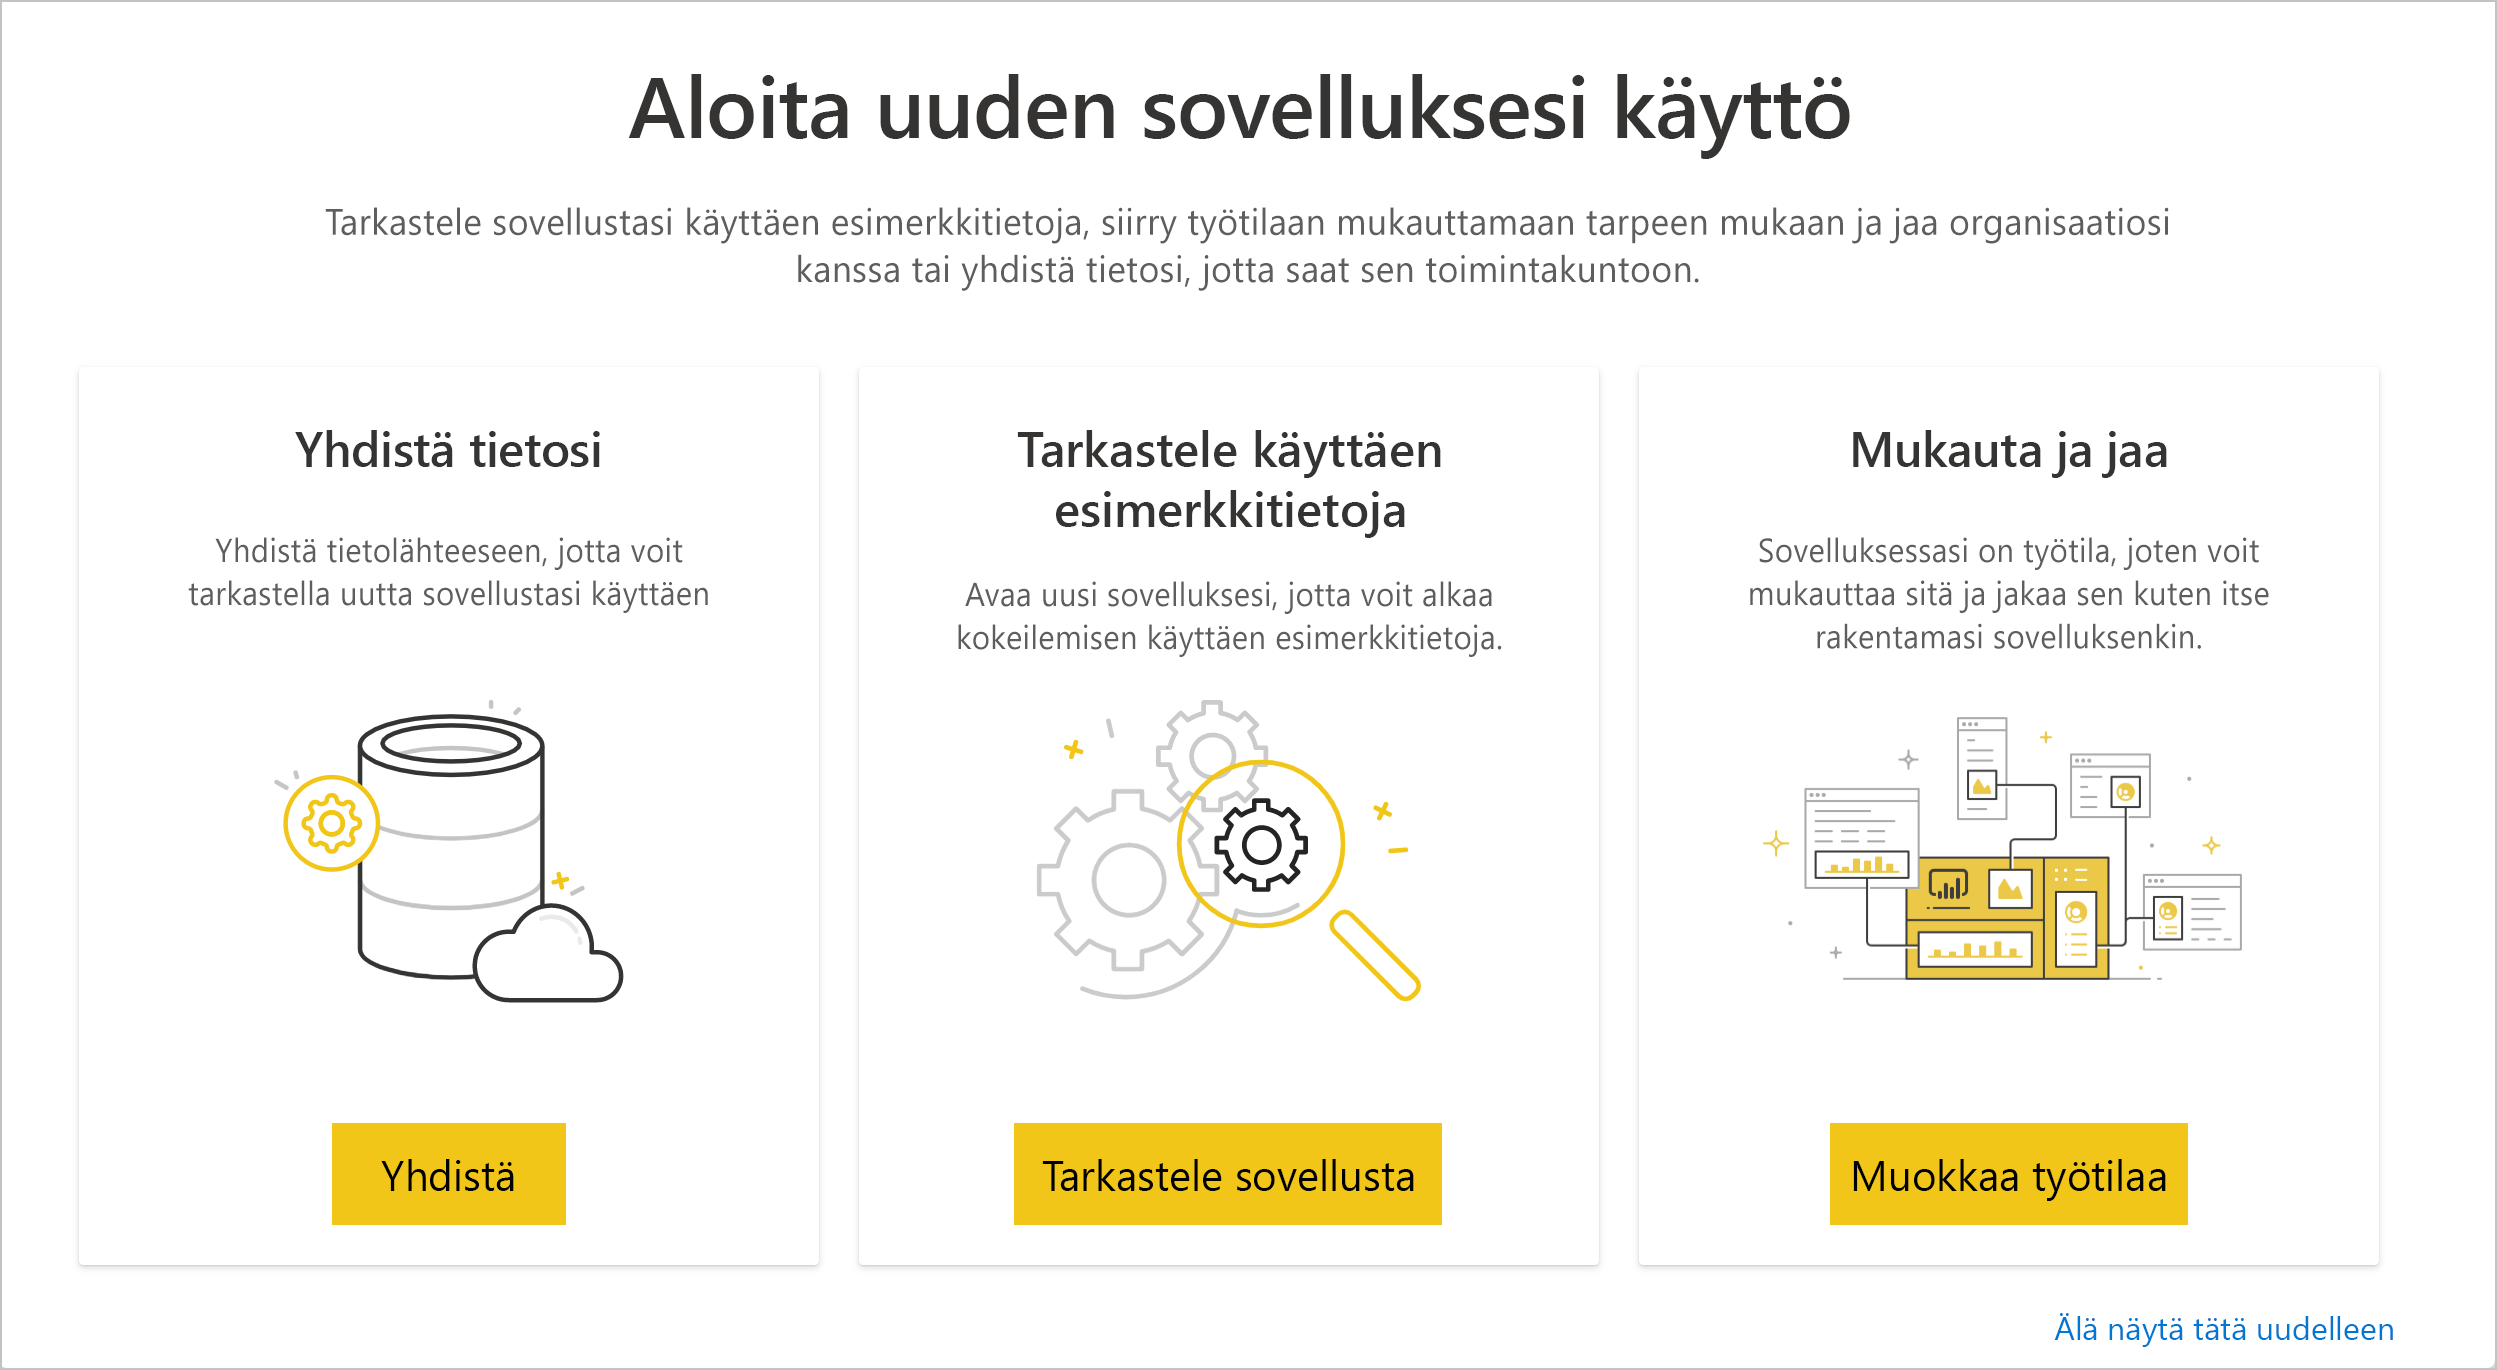 Aloita uuden sovelluksesi käyttö
Tarkastele sovellustasi käyttäen esimerkkitietoja, siirry työtilaan mukauttamaan tarpeen mukaan ja jaa organisaatiosi
kanssa tai yhdistä tietosi, jotta saat sen toimintakuntoon.
Yhdistä tietosi
Yhdistä tietolähteeseen, jotta voit
tarkastella uutta sovellustasi käyttäen
Yhdistä
Tarkastele käyttäen
esimerkkitietoja
Avaa uusi sovelluksesi, jotta voit alkaa
kokeilemisen käyttäen esimerkkitietoja.
Tarkastele sovellusta
Mukauta ja jaa
Sovelluksessasi on työtila, joten voit
mukauttaa sitä ja jakaa sen kuten itse
rakentamasi sovelluksenkin.
Muokkaa työtilaa
Älä näytä tätä uudelleen